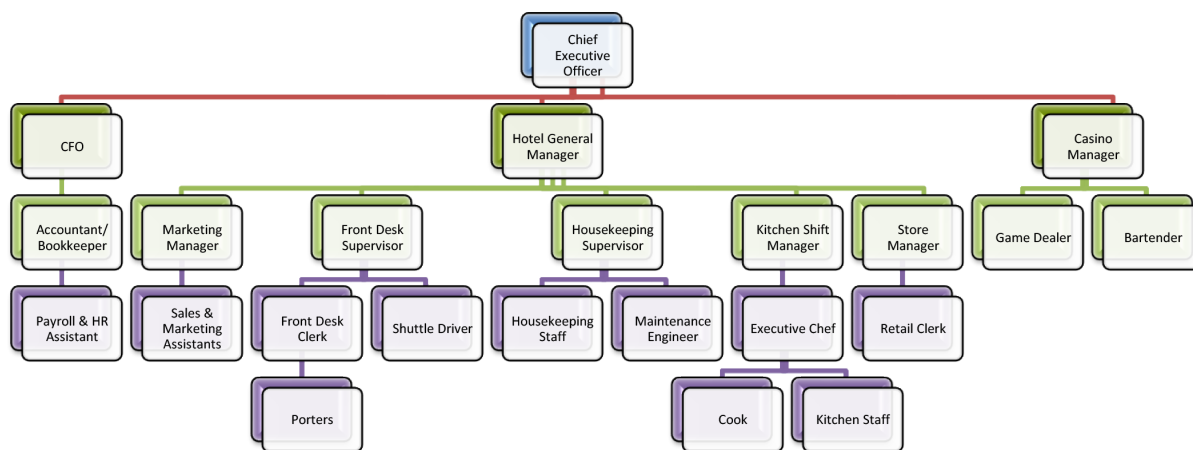 Chief
Executive
Officer
CFO
Hotel General
Manager
Casino
Manager
Accountant/
Bookkeeper
Marketing
Manager
Front Desk
Supervisor
Housekeeping
Supervisor
Kitchen Shift
Manager
Store
Manager
Game Dealer
Bartender
Payroll & HR
Assistant
Sales &
Marketing
Assistants
Front Desk
Clerk
Shuttle Driver
Housekeeping
Staff
Maintenance
Engineer
Executive Chef
Retail Clerk
Porters
Cook
Kitchen Staff